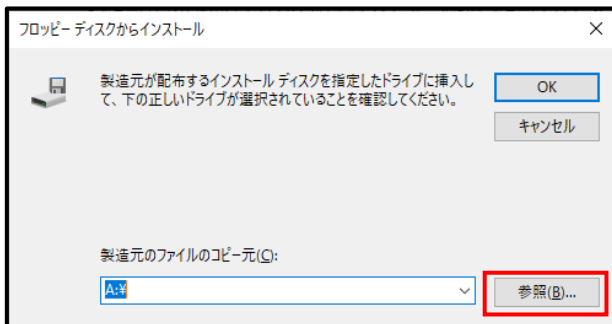 フロッピー ディスクからインストール
製造元が配布するインストール ディスクを指定したドライブに挿入し
て、下の正しいドライブが選択されていることを確認してください。
OK
キャンセル
製造元のファイルのコピー元(C):
A:¥
参照(B)...